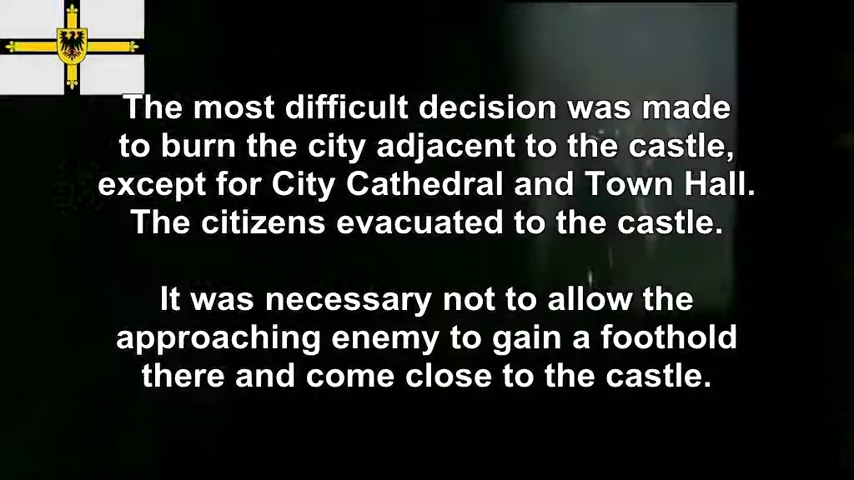 The most difficult decision was made
to burn the city adjacent to the castle,
except for City Cathedral and Town Hall.
The citizens evacuated to the castle.
It was necessary not to allow the
approaching enemy to gain a foothold
there and come close to the castle.